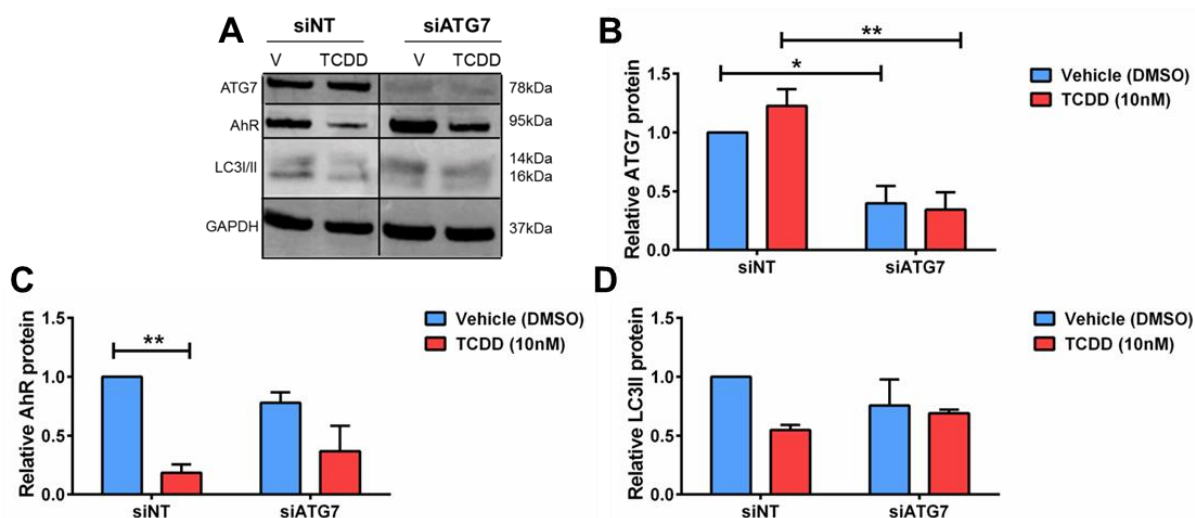 A
siNT
siATG7
V
TCDD
V
TCDD
ATG7
78kDa
AhR
95kDa
LC3I/II
14kDa
16kDa
GAPDH
37kDa
B
Relative ATG7 protein
1.5
1.0
0.5
0.0
*
**
siNT
siATG7
Vehicle (DMSO)
TCDD (10nM)
C
Relative AhR protein
1.5
1.0
0.5
0.0
**
siNT
siATG7
Vehicle (DMSO)
TCDD (10nM)
D
Relative LC3II protein
1.5
1.0
0.5
0.0
siNT
siATG7
Vehicle (DMSO)
TCDD (10nM)